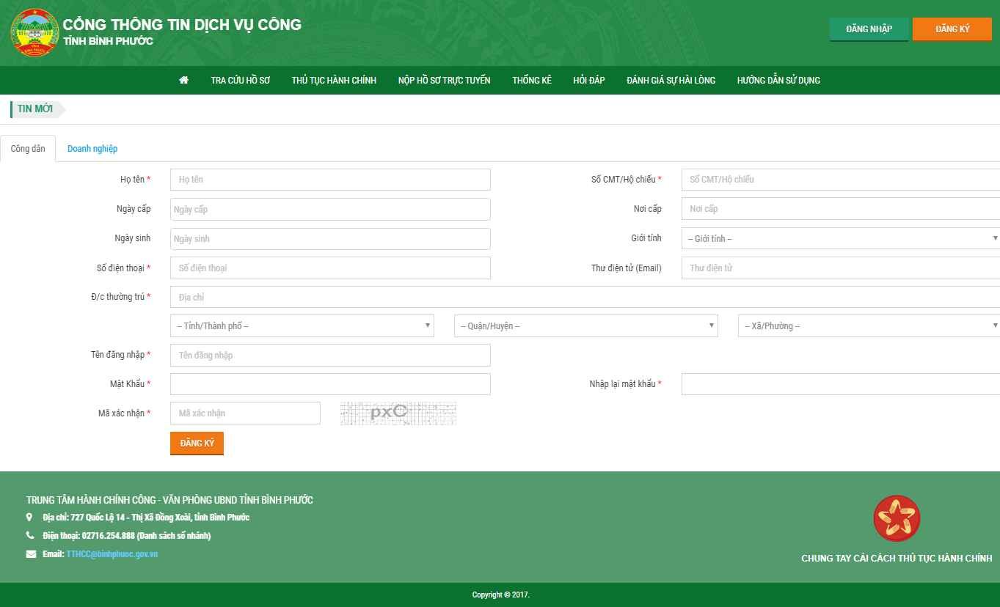 CỔNG THÔNG TIN DỊCH VỤ CÔNG
TỈNH BÌNH PHƯỚC
ĐĂNG NHẬP ĐĂNG KÝ
TRA CỨU HỒ SƠ THỦ TỤC HÀNH CHÍNH NỘP HỒ SƠ TRỰC TUYẾN THỐNG KÊ HỎI ĐÁP ĐÁNH GIÁ SỰ HÀI LÒNG HƯỚNG DẪN SỬ DỤNG
TIN MỚI
Công dân Doanh nghiệp
Họ tên * Họ tên Số CMT/Hộ chiếu * Số CMT/Hộ chiếu
Ngày cấp Ngày cấp Nơi cấp Nơi cấp
Ngày sinh Ngày sinh Giới tính -- Giới tính --
Số điện thoại * Số điện thoại Thư điện tử (Email) Thư điện tử
Đ/c thường trú * Địa chỉ
-- Tỉnh/Thành phố -- -- Quận/Huyện -- -- Xã/Phường --
Tên đăng nhập * Tên đăng nhập
Mật Khẩu * Nhập lại mật khẩu *
Mã xác nhận * Mã xác nhận pxC
ĐĂNG KÝ
TRUNG TÂM HÀNH CHÍNH CÔNG - VĂN PHÒNG UBND TỈNH BÌNH PHƯỚC
Địa chỉ: 727 Quốc Lộ 14 - Thị Xã Đồng Xoài, tỉnh Bình Phước
Điện thoại: 02716.254.888 (Danh sách số nhánh)
Email: TTHCC@binhphuoc.gov.vn
CHUNG TAY CẢI CÁCH THỦ TỤC HÀNH CHÍNH
Copyright © 2017.